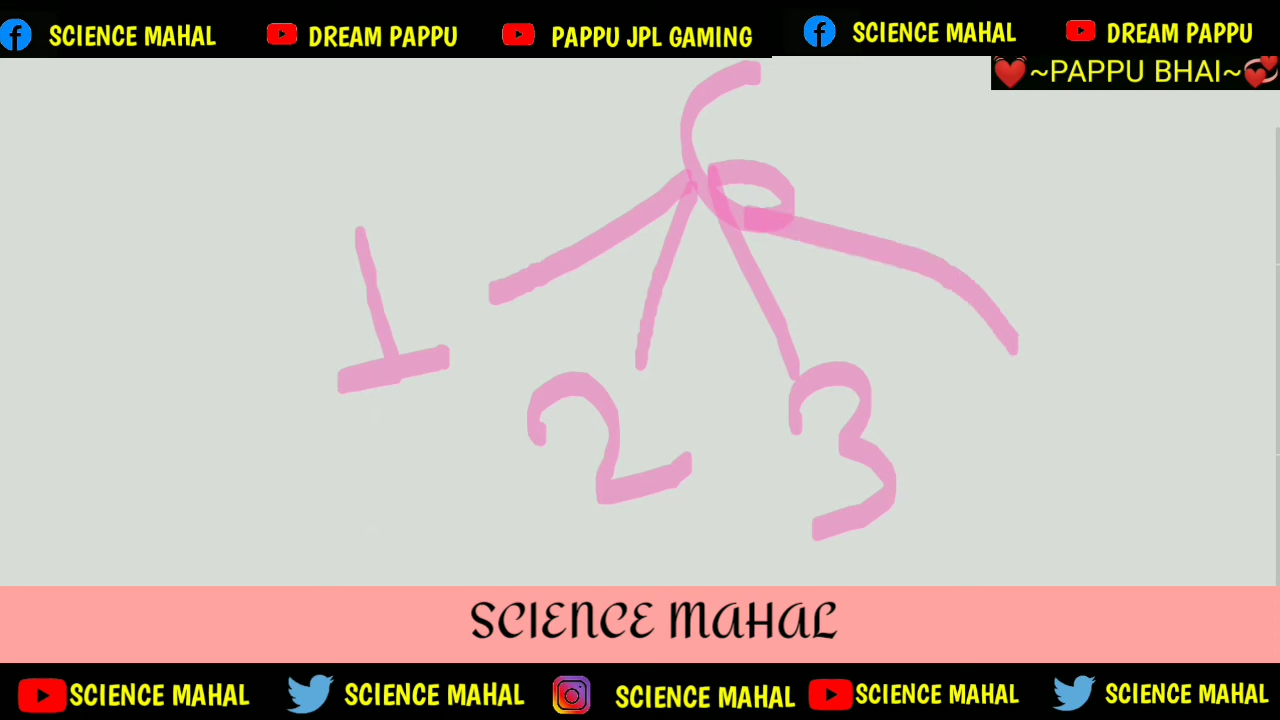 SCIENCE MAHAL DREAM PAPPU PAPPU JPL GAMING SCIENCE MAHAL DREAM PAPPU
~PAPPU BHAI~
6
1
2 3
SCIENCE MAHAL
SCIENCE MAHAL SCIENCE MAHAL SCIENCE MAHAL SCIENCE MAHAL SCIENCE MAHAL